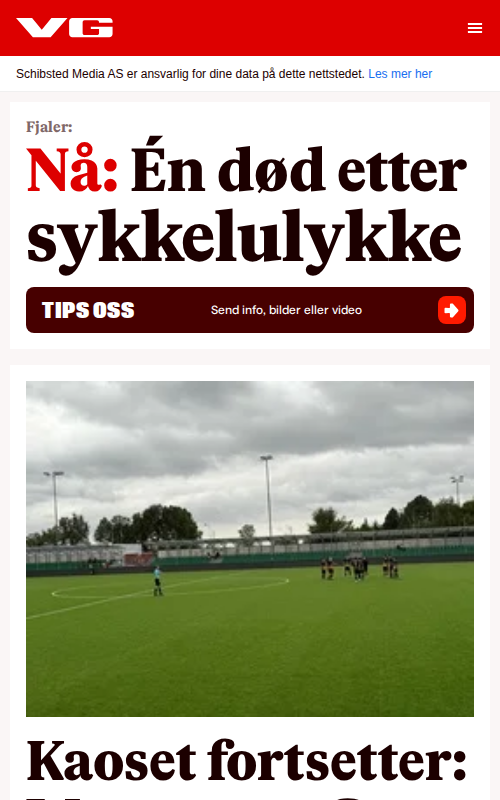 VG
Schibsted Media AS er ansvarlig for dine data på dette nettstedet. Les mer her
Fjaler:
Nå: Én død etter
sykkelulykke
TIPS OSS Send info, bilder eller video
Kaoset fortsetter: